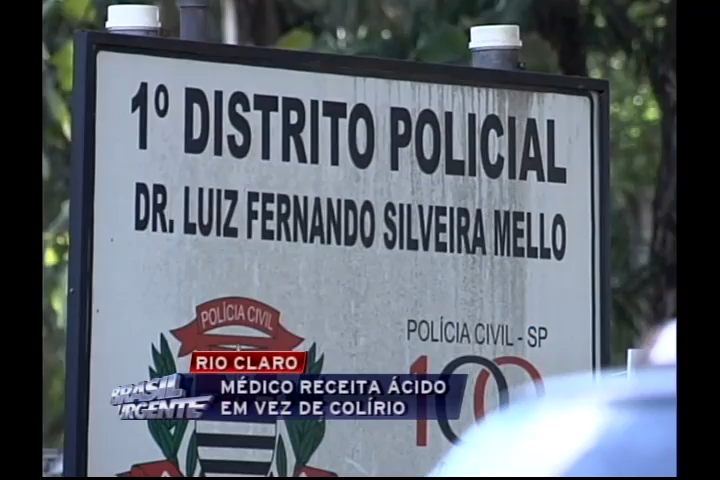 1º DISTRITO POLICIAL
DR. LUIZ FERNANDO SILVEIRA MELLO
POLÍCIA CIVIL
POLÍCIA CIVIL - SP
100
RIO CLARO
BRASIL
URGENTE
MÉDICO RECEITA ÁCIDO
EM VEZ DE COLÍRIO